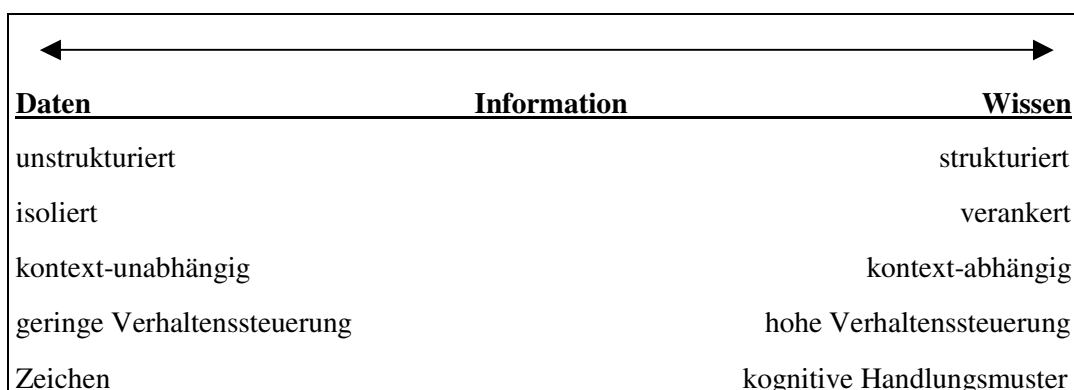 Daten Information Wissen
unstrukturiert strukturiert
isoliert verankert
kontext-unabhängig kontext-abhängig
geringe Verhaltenssteuerung hohe Verhaltenssteuerung
Zeichen kognitive Handlungsmuster